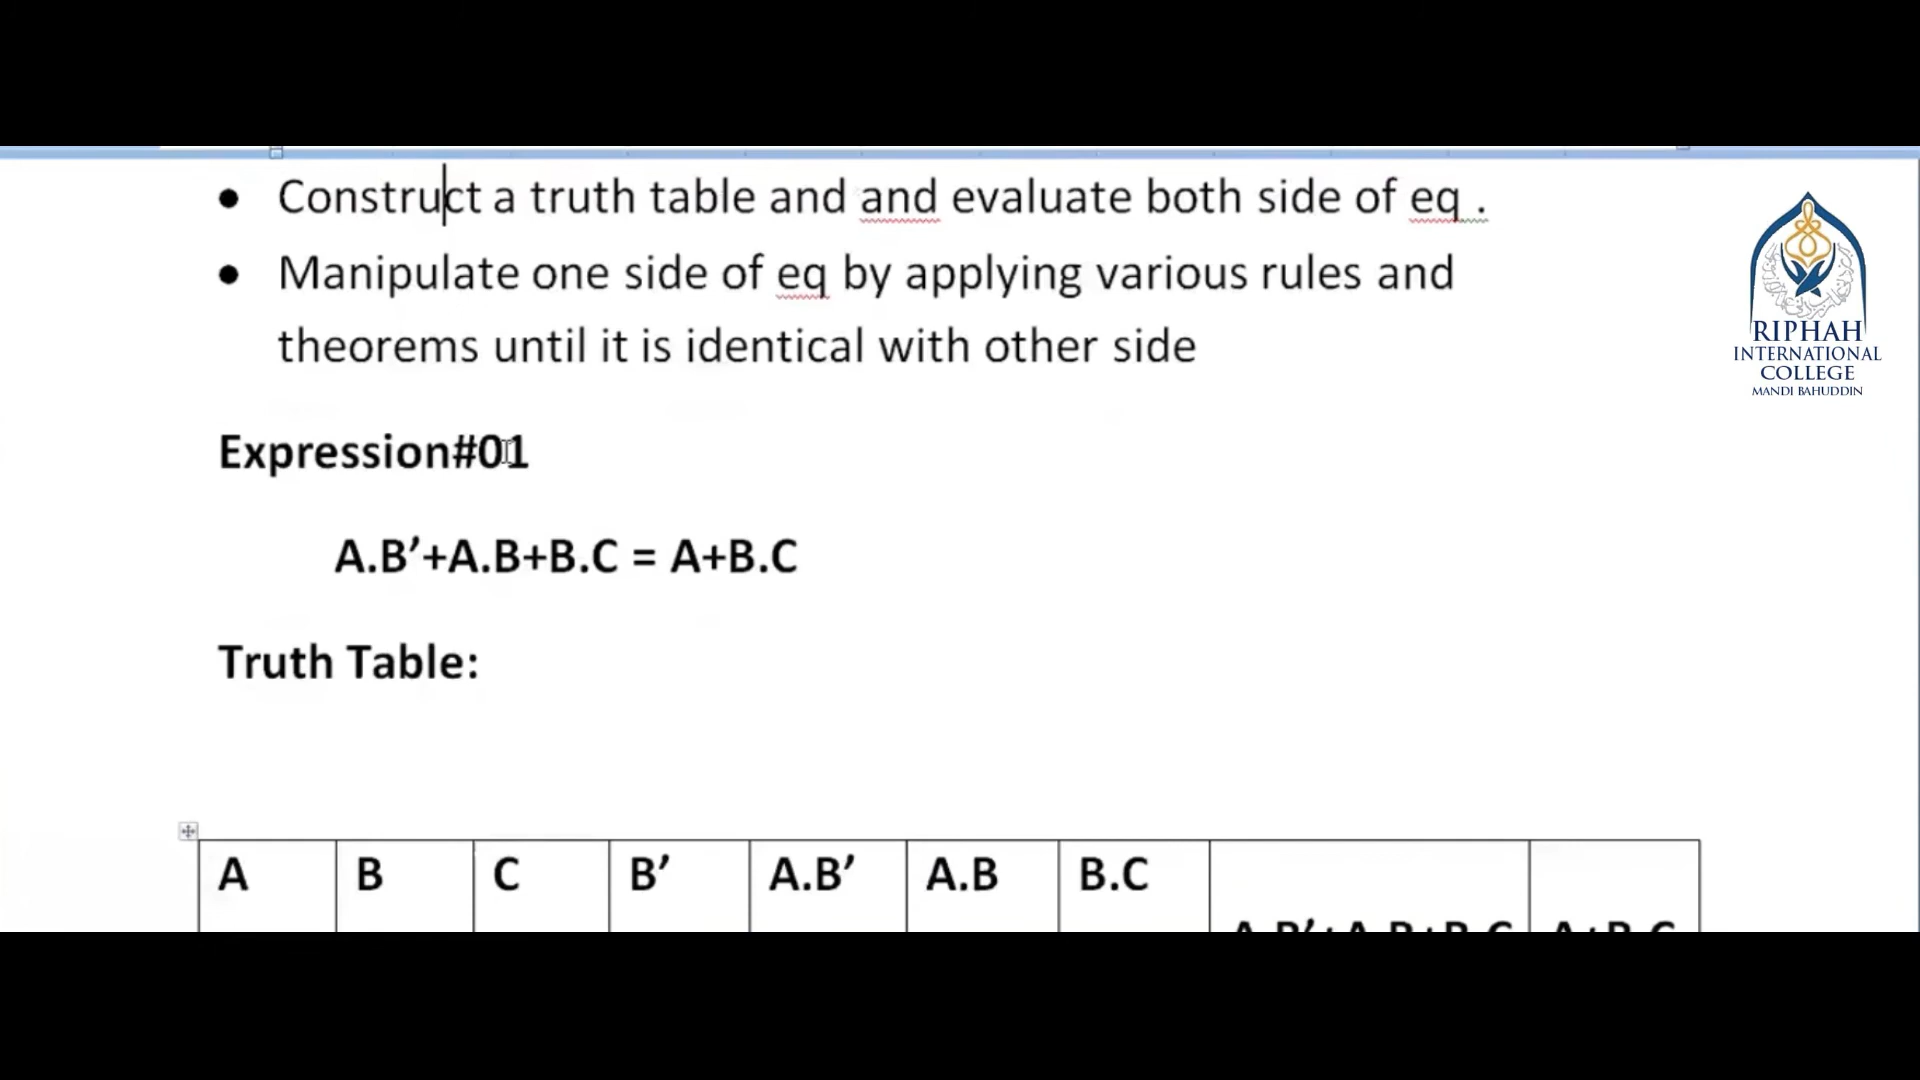 • Construct a truth table and and evaluate both side of eq .
• Manipulate one side of eq by applying various rules and
theorems until it is identical with other side
RIPHAH
INTERNATIONAL
COLLEGE
MANDI BAHUDDIN
Expression#01
A.B’+A.B+B.C = A+B.C
Truth Table:
A B C B’ A.B’ A.B B.C
A.B’+A.B+B.C A+B.C